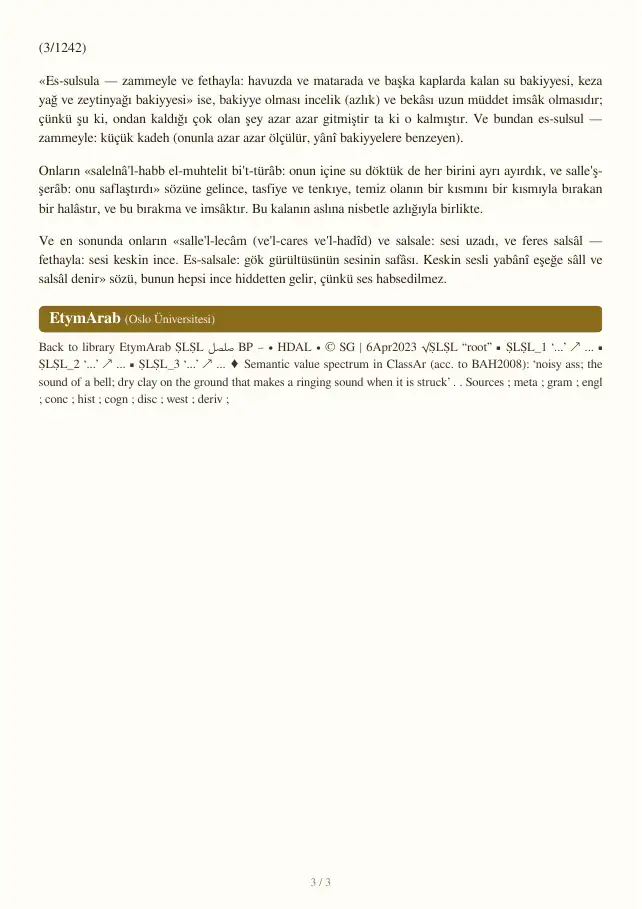 (3/1242)
«Es-sulsula — zammeyle ve fethayla: havuzda ve matarada ve başka kaplarda kalan su bakiyyesi, keza
yağ ve zeytinyağı bakiyyesi» ise, bakiyye olması incelik (azlık) ve bekâsı uzun müddet imsâk olmasıdır;
çünkü şu ki, ondan kaldığı çok olan şey azar azar gitmiştir ta ki o kalmıştır. Ve bundan es-sulsul —
zammeyle: küçük kadeh (onunla azar azar ölçülür, yânî bakiyyelere benzeyen).
Onların «salelnâ'l-habb el-muhtelit bi't-türâb: onun içine su döktük de her birini ayrı ayırdık, ve salle'ş-
şerâb: onu saflaştırdı» sözüne gelince, tasfiye ve tenkıye, temiz olanın bir kısmını bir kısmıyla bırakan
bir halâstır, ve bu bırakma ve imsâktır. Bu kalanın aslına nisbetle azlığıyla birlikte.
Ve en sonunda onların «salle'l-lecâm (ve'l-cares ve'l-hadîd) ve salsale: sesi uzadı, ve feres salsâl —
fethayla: sesi keskin ince. Es-salsale: gök gürültüsünün sesinin safâsı. Keskin sesli yabânî eşeğe sâll ve
salsâl denir» sözü, bunun hepsi ince hiddetten gelir, çünkü ses habsedilmez.
EtymArab (Oslo Üniversitesi)
Back to library EtymArab ṢLṢL صلصل BP – • HDAL • © SG | 6Apr2023 √ṢLṢL “root” ▪ ṢLṢL_1 ‘...’ ↗ ... ▪
ṢLṢL_2 ‘...’ ↗ ... ▪ ṢLṢL_3 ‘...’ ↗ ... ♦ Semantic value spectrum in ClassAr (acc. to BAH2008): ‘noisy ass; the
sound of a bell; dry clay on the ground that makes a ringing sound when it is struck’ . . Sources ; meta ; gram ; engl
; conc ; hist ; cogn ; disc ; west ; deriv ;
3 / 3